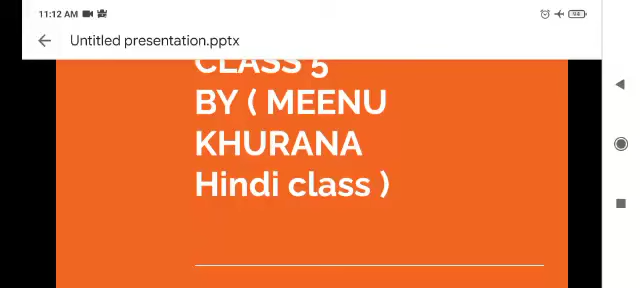 11:12 AM
Untitled presentation.pptx
CLASS 5
BY ( MEENU
KHURANA
Hindi class )